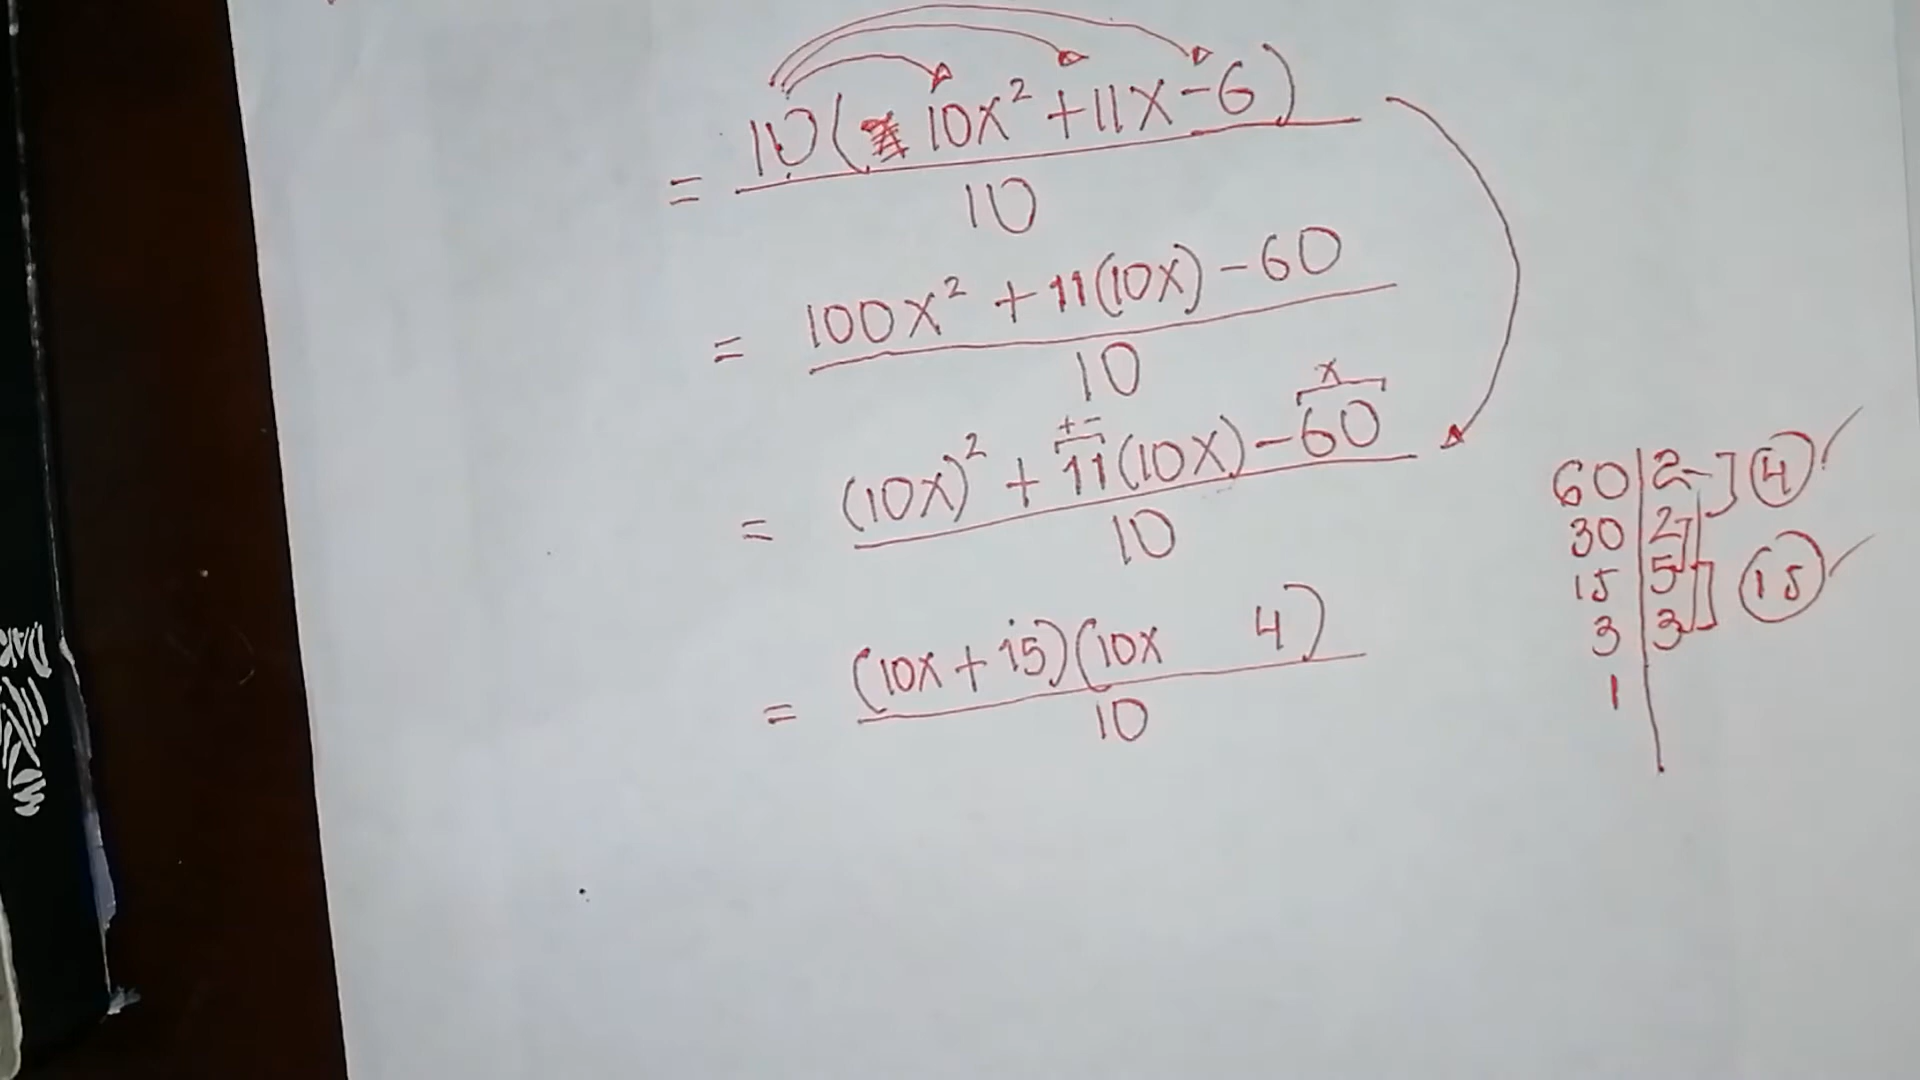 = 10( 10x² + 11x - 6) / 10
= 100x² + 11(10x) - 60 / 10
x
+ -
= (10x)² + 11(10x) - 60 / 10
= (10x + 15)(10x 4) / 10
60 | 2 4 ✓
30 | 2
15 | 5 15 ✓
3 | 3
1 |